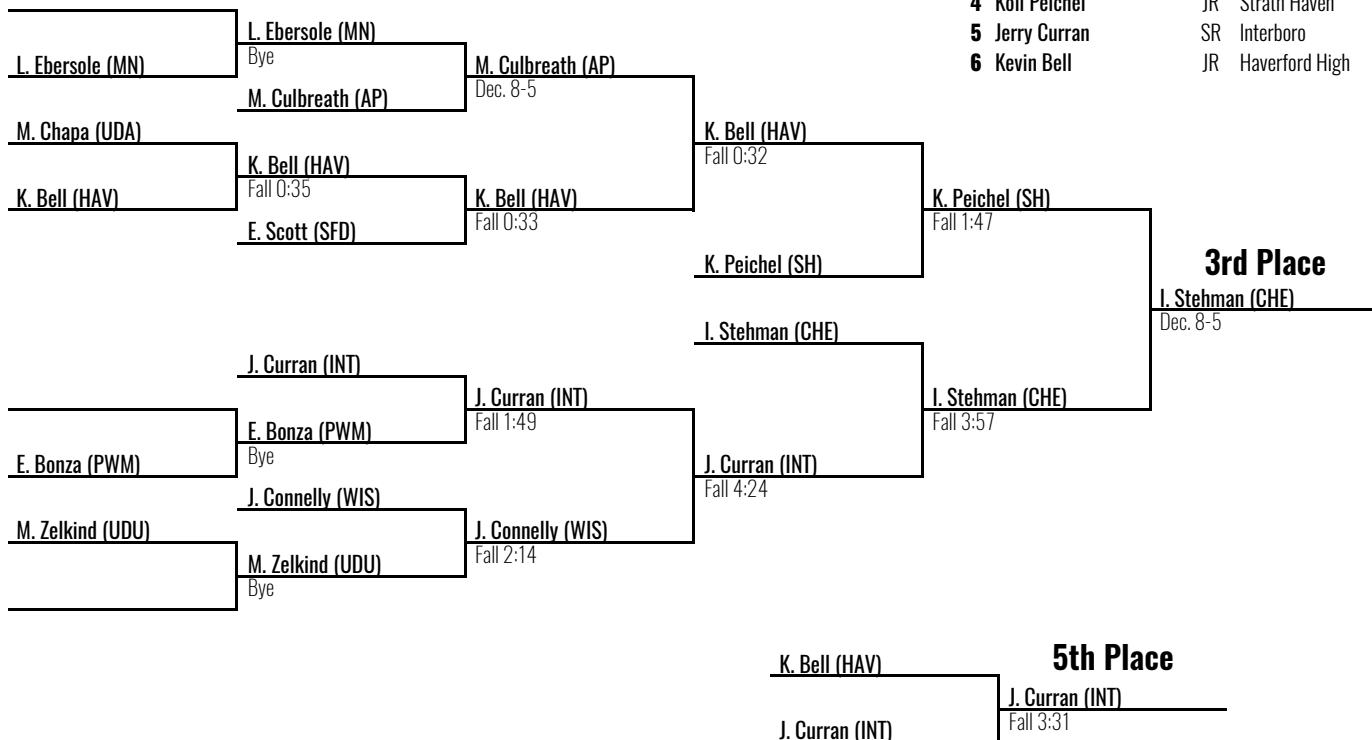 4 Koll Peichel JR Strath Haven
5 Jerry Curran SR Interboro
6 Kevin Bell JR Haverford High
L. Ebersole (MN)
Bye
L. Ebersole (MN)
M. Culbreath (AP)
Dec. 8-5
M. Culbreath (AP)
M. Chapa (UDA)
K. Bell (HAV)
Fall 0:32
K. Bell (HAV)
Fall 0:35
K. Bell (HAV)
K. Bell (HAV)
Fall 0:33
K. Peichel (SH)
Fall 1:47
E. Scott (SFD)
K. Peichel (SH)
3rd Place
I. Stehman (CHE)
Dec. 8-5
I. Stehman (CHE)
J. Curran (INT)
J. Curran (INT)
Fall 1:49
I. Stehman (CHE)
Fall 3:57
E. Bonza (PWM)
Bye
E. Bonza (PWM)
J. Curran (INT)
Fall 4:24
J. Connelly (WIS)
M. Zelkind (UDU)
J. Connelly (WIS)
Fall 2:14
M. Zelkind (UDU)
Bye
K. Bell (HAV)
5th Place
J. Curran (INT)
Fall 3:31
J. Curran (INT)